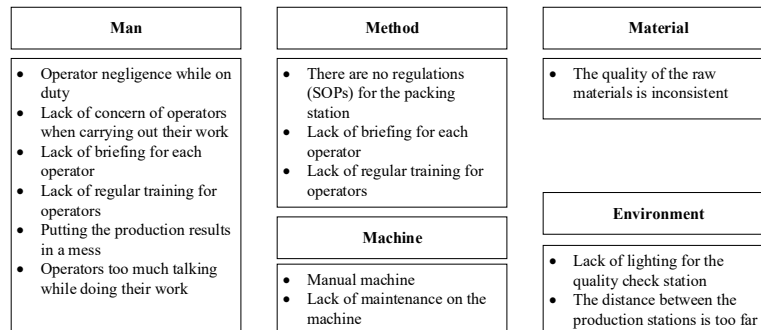 Man
• Operator negligence while on
duty
• Lack of concern of operators
when carrying out their work
• Lack of briefing for each
operator
• Lack of regular training for
operators
• Putting the production results
in a mess
• Operators too much talking
while doing their work
Method
• There are no regulations
(SOPs) for the packing
station
• Lack of briefing for each
operator
• Lack of regular training for
operators
Machine
• Manual machine
• Lack of maintenance on the
machine
Material
• The quality of the raw
materials is inconsistent
Environment
• Lack of lighting for the
quality check station
• The distance between the
production stations is too far